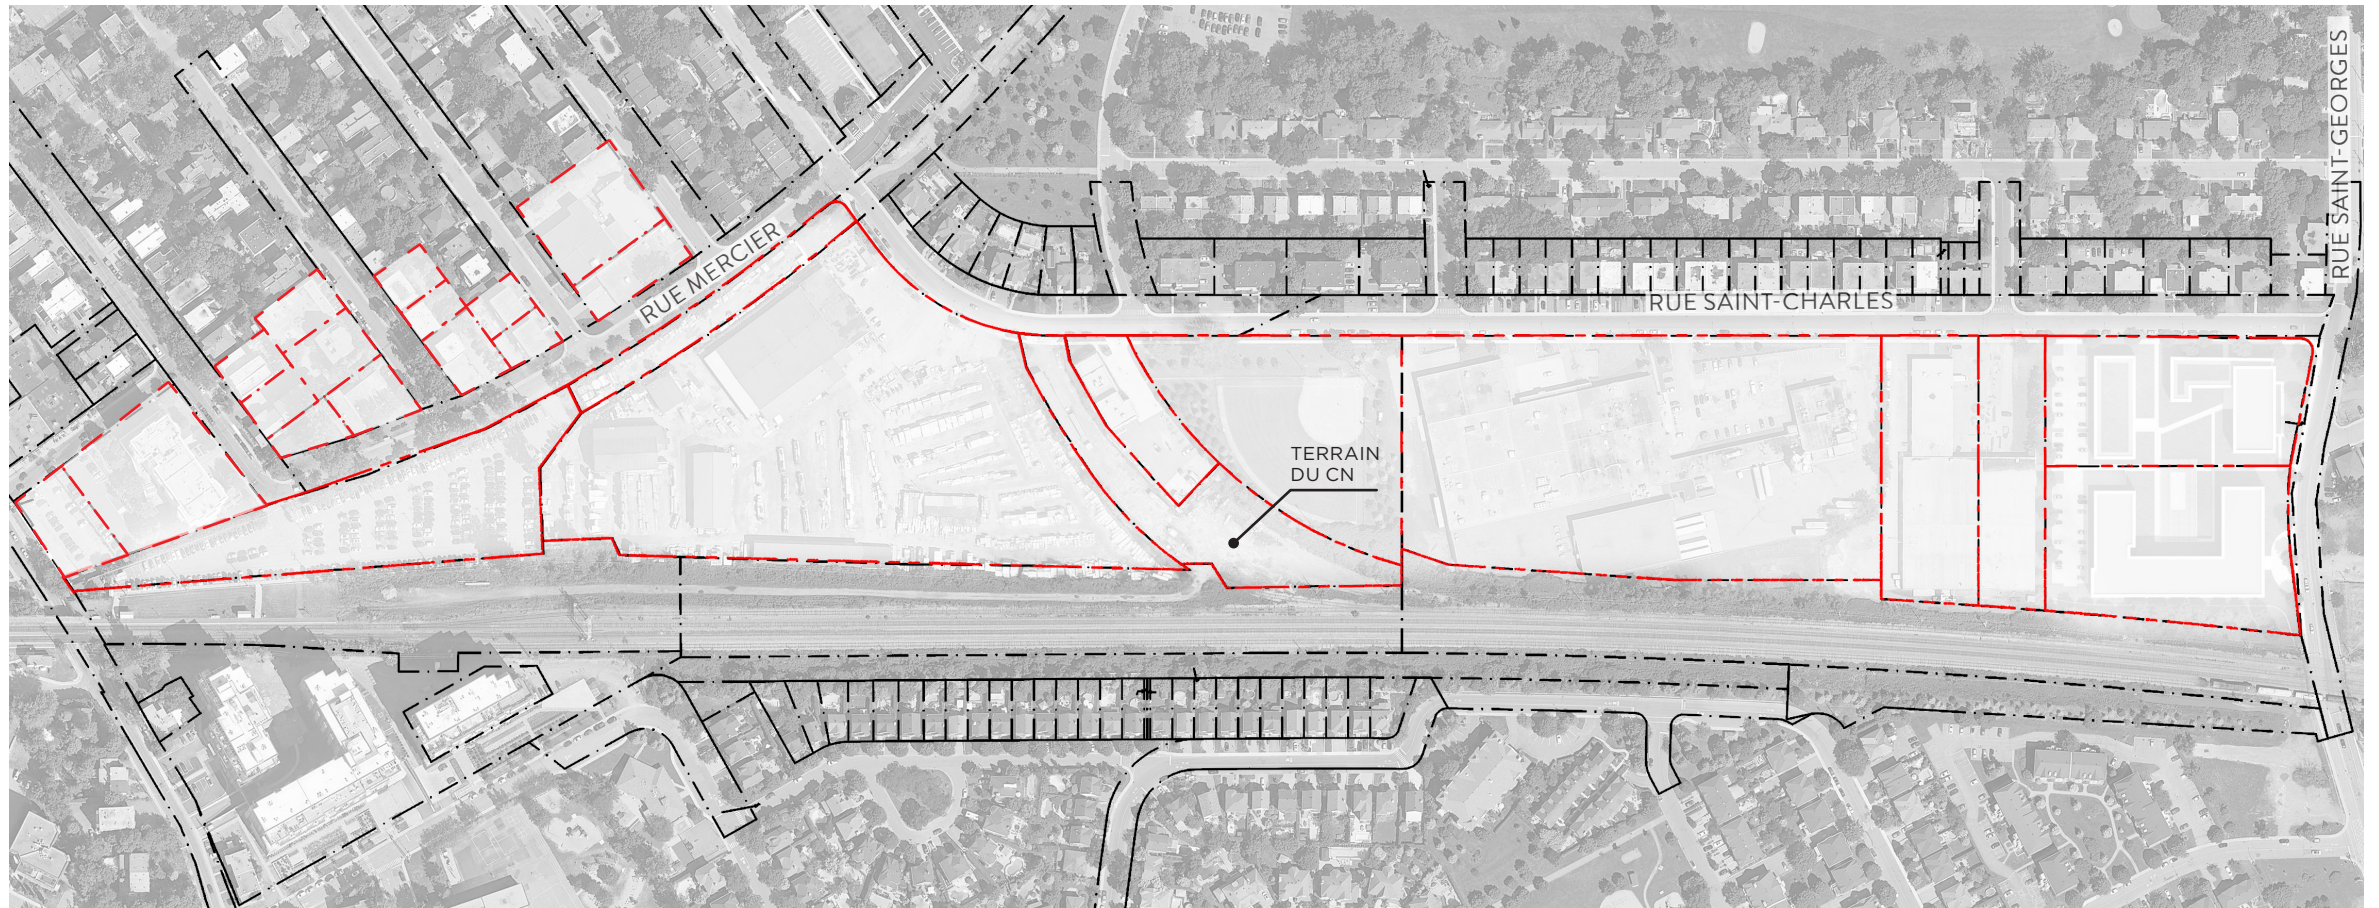 RUE SAINT-GEORGES
RUE MERCIER
RUE SAINT-CHARLES
TERRAIN
DU CN